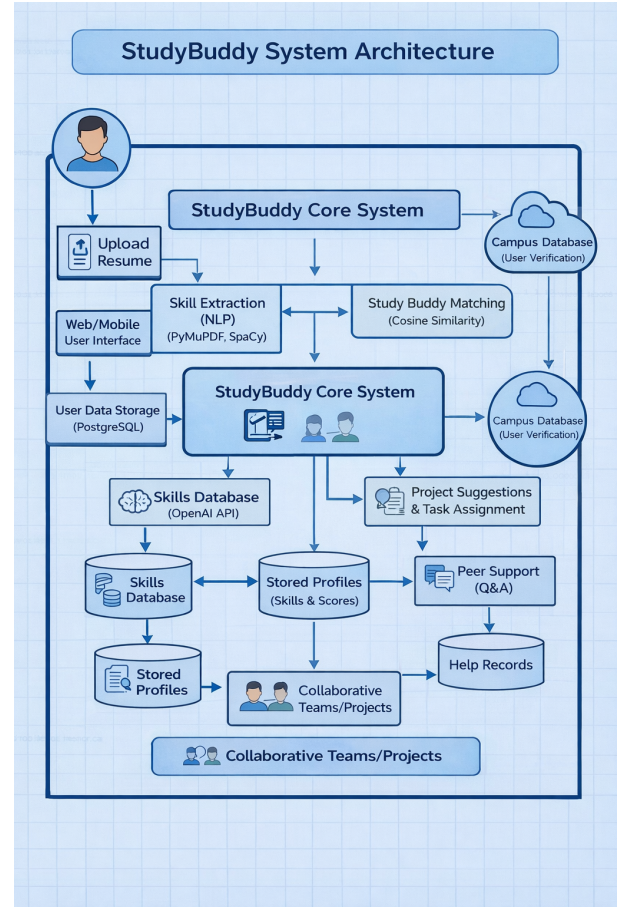 StudyBuddy System Architecture
StudyBuddy Core System
Campus Database
(User Verification)
Upload
Resume
Skill Extraction
(NLP)
(PyMuPDF, SpaCy)
Study Buddy Matching
(Cosine Similarity)
Web/Mobile
User Interface
StudyBuddy Core System
Campus Database
(User Verification)
User Data Storage
(PostgreSQL)
Skills Database
(OpenAI API)
Project Suggestions
& Task Assignment
Skills
Database
Stored Profiles
(Skills & Scores)
Peer Support
(Q&A)
Stored
Profiles
Collaborative
Teams/Projects
Help Records
Collaborative Teams/Projects